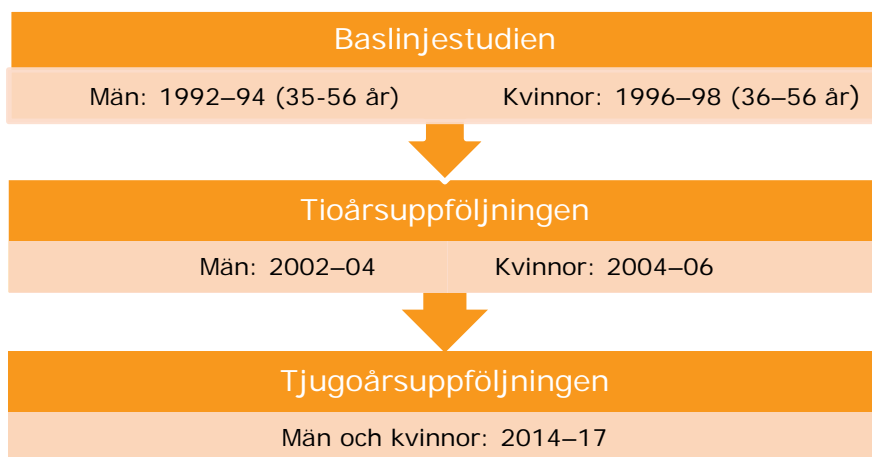 Baslinjestudien
Män: 1992–94 (35-56 år) Kvinnor: 1996–98 (36–56 år)
Tioårsuppföljningen
Män: 2002–04 Kvinnor: 2004–06
Tjugoårsuppföljningen
Män och kvinnor: 2014–17